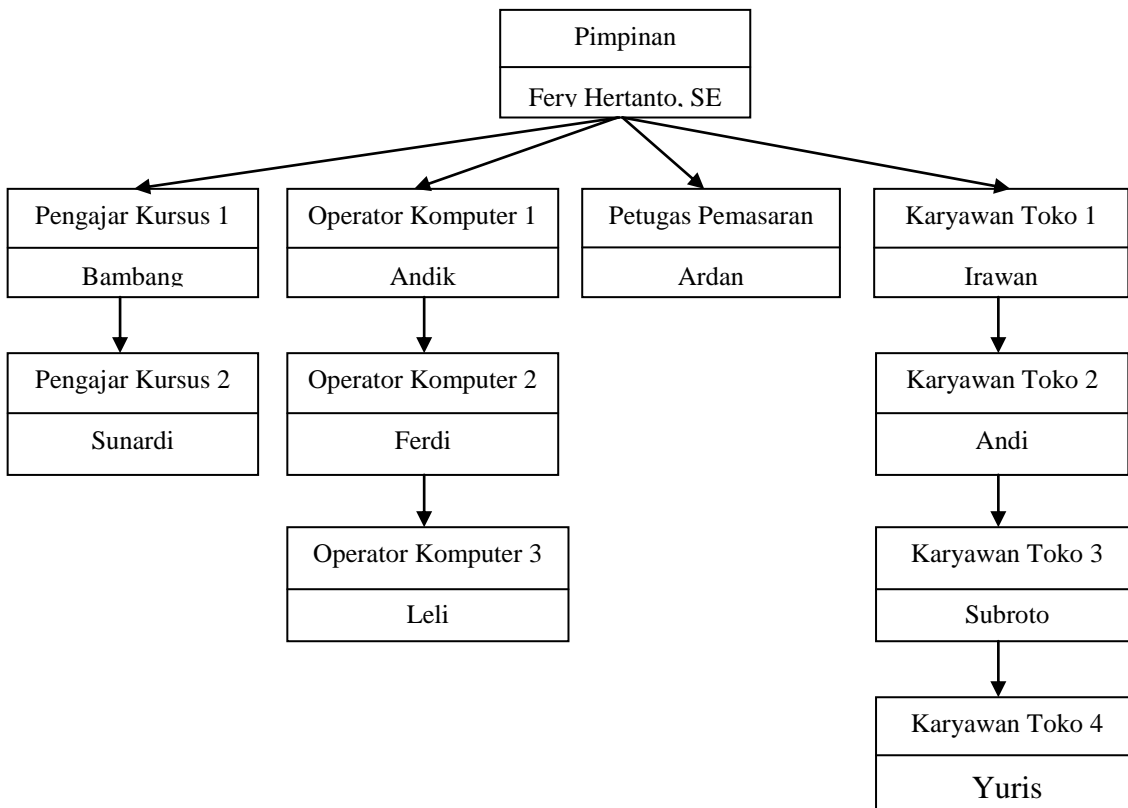 Pimpinan
Fery Hertanto, SE
Pengajar Kursus 1
Bambang
Operator Komputer 1
Andik
Petugas Pemasaran
Ardan
Karyawan Toko 1
Irawan
Pengajar Kursus 2
Sunardi
Operator Komputer 2
Ferdi
Karyawan Toko 2
Andi
Operator Komputer 3
Leli
Karyawan Toko 3
Subroto
Karyawan Toko 4
Yuris